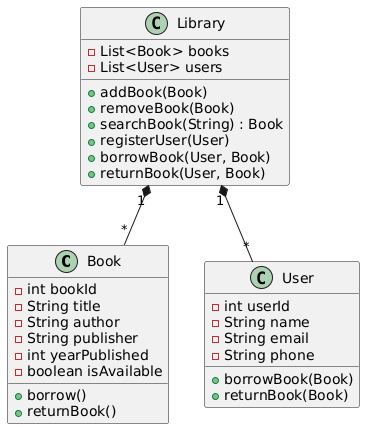 C Library
List<Book> books
List<User> users
addBook(Book)
removeBook(Book)
searchBook(String) : Book
registerUser(User)
borrowBook(User, Book)
returnBook(User, Book)
1 1
* *
C Book
int bookId
String title
String author
String publisher
int yearPublished
boolean isAvailable
borrow()
returnBook()
C User
int userId
String name
String email
String phone
borrowBook(Book)
returnBook(Book)